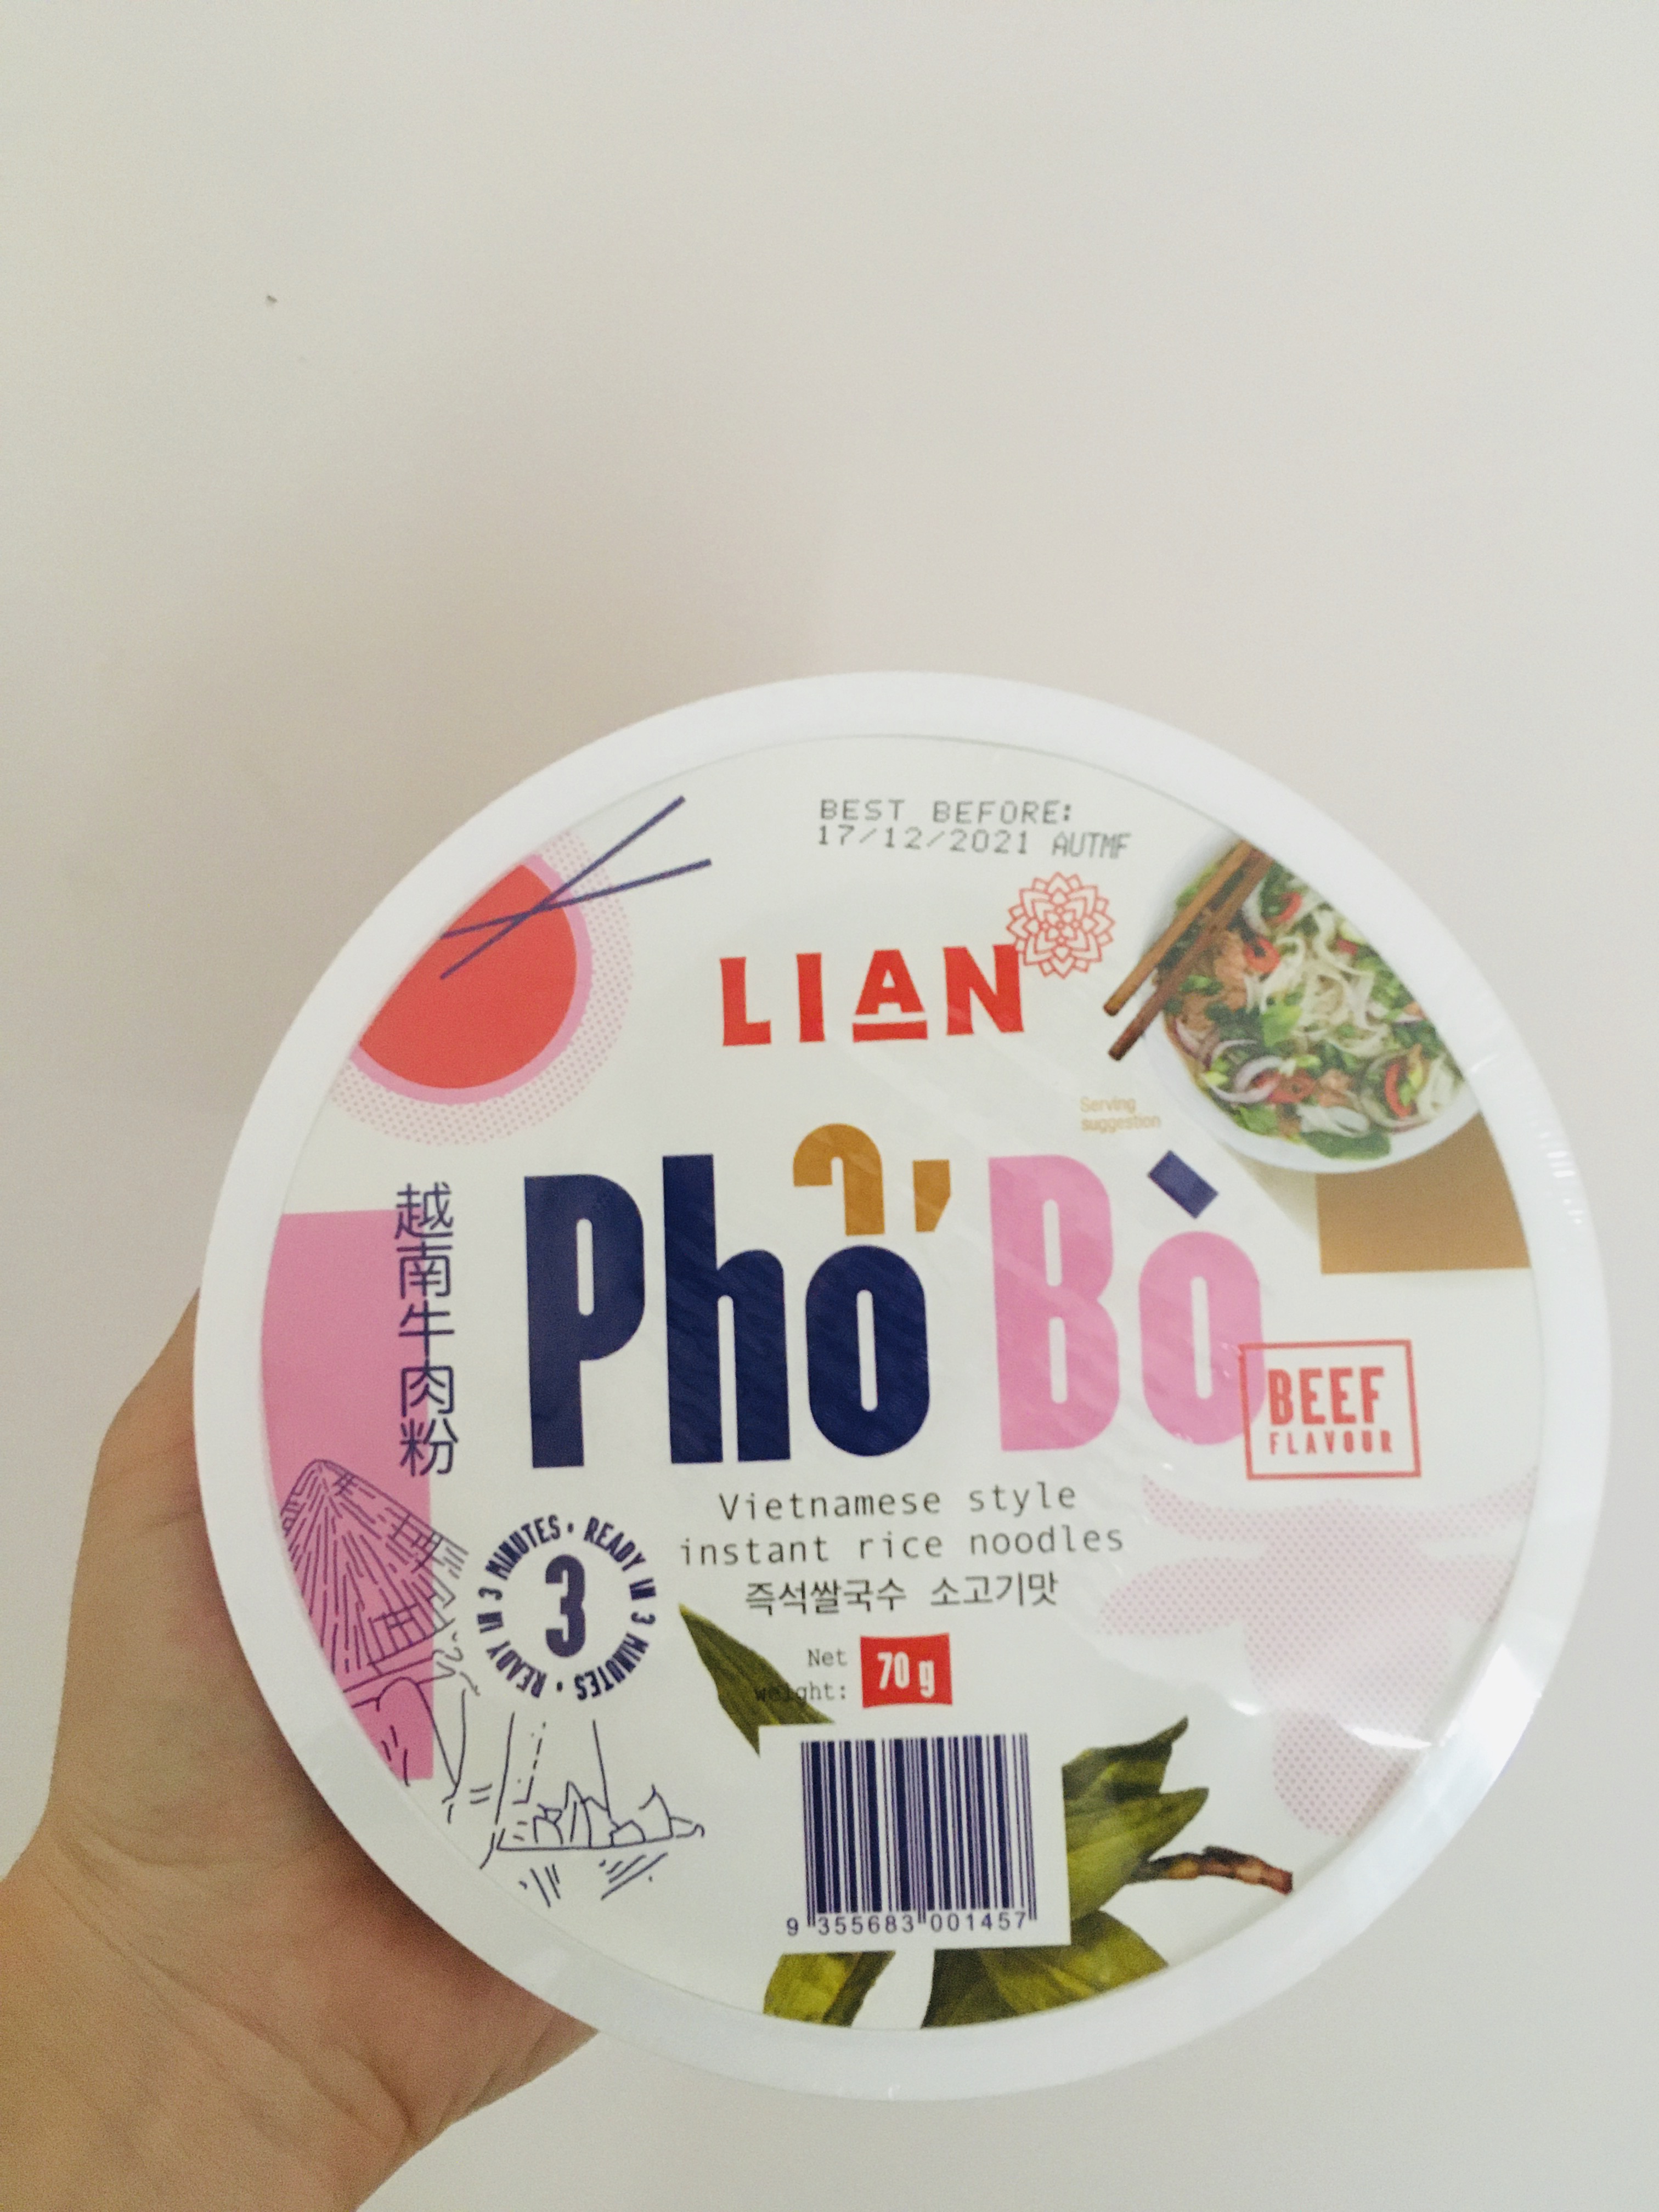 BEST BEFORE:
17/12/2021 AUTMF
LIAN
Serving
suggestion
Phở Bò
越南牛肉粉
BEEF
FLAVOUR
Vietnamese style
instant rice noodles
즉석쌀국수 소고기맛
READY IN 3 MINUTES · READY IN 3 MINUTES ·
3
Net
weight:
70 g
9 355683 001457